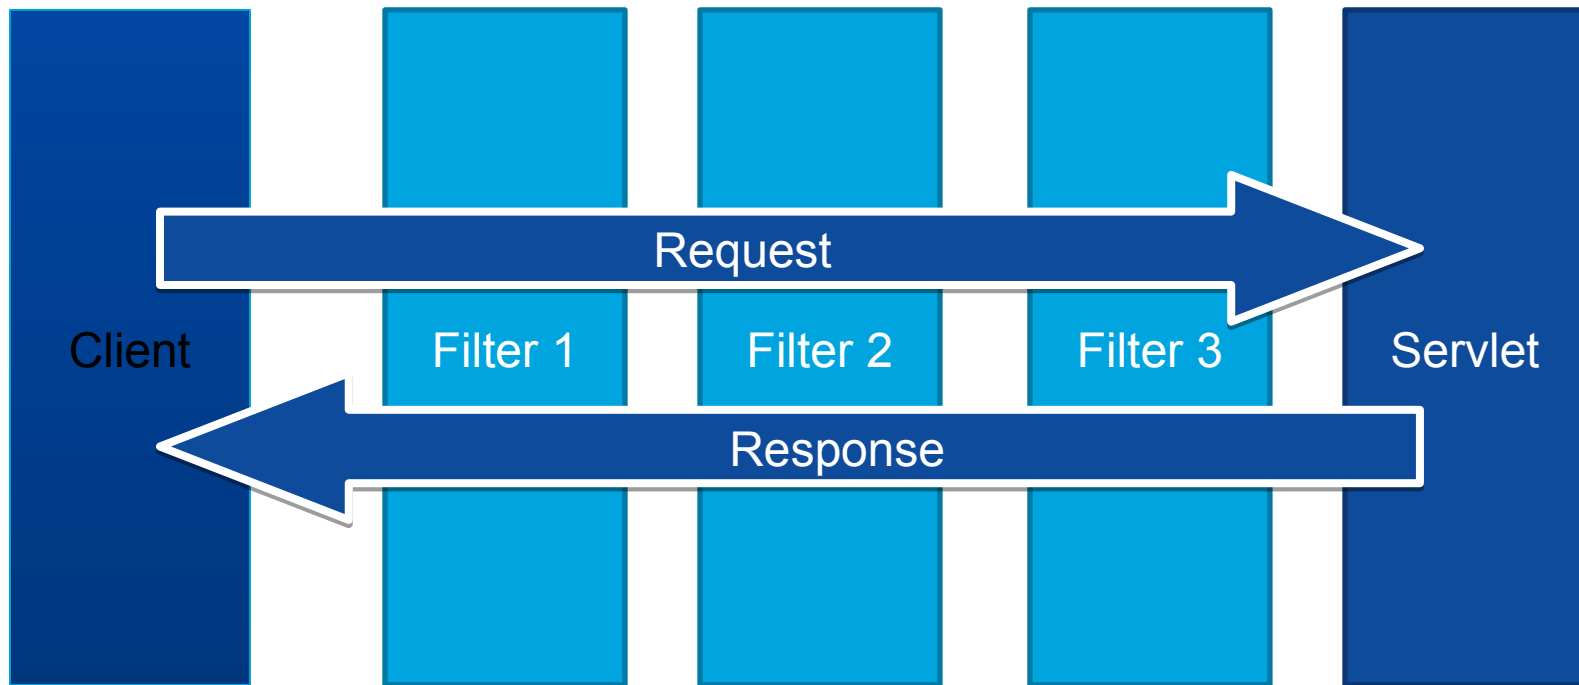 Request
Client
Filter 1
Filter 2
Filter 3
Servlet
Response